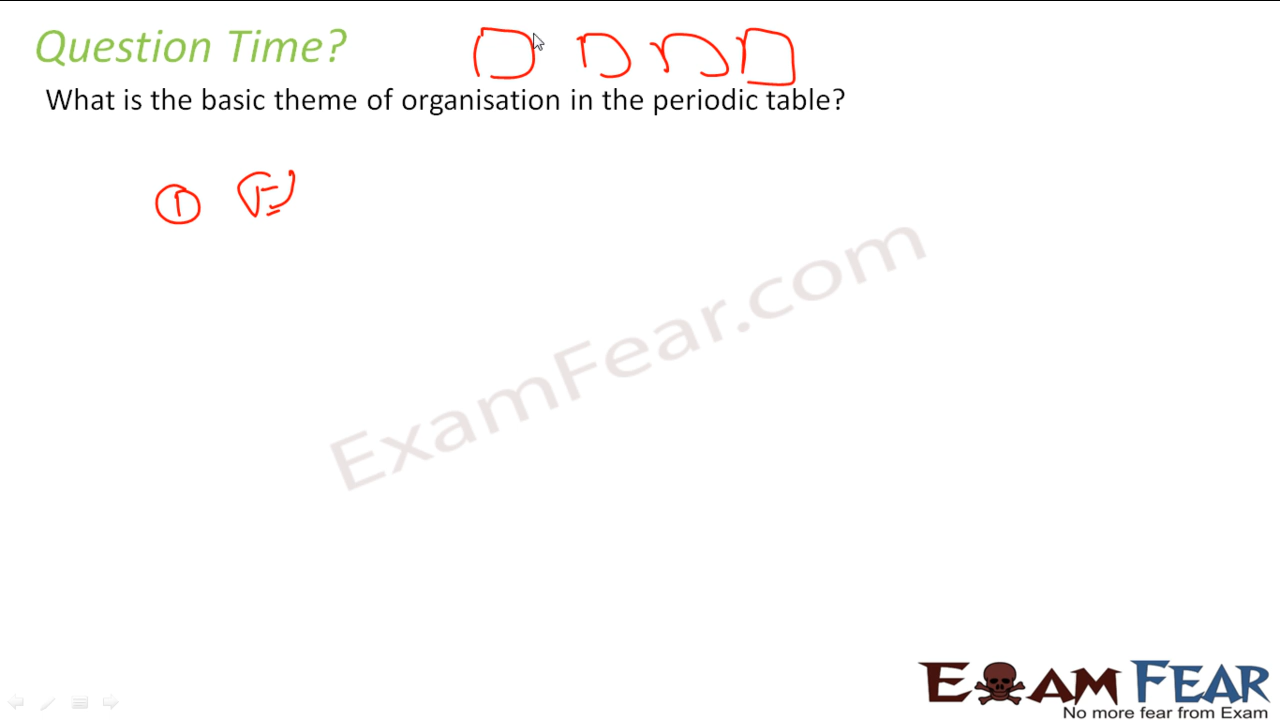 Question Time?
What is the basic theme of organisation in the periodic table?
1
ExamFear.com
EXAM FEAR
No more fear from Exam